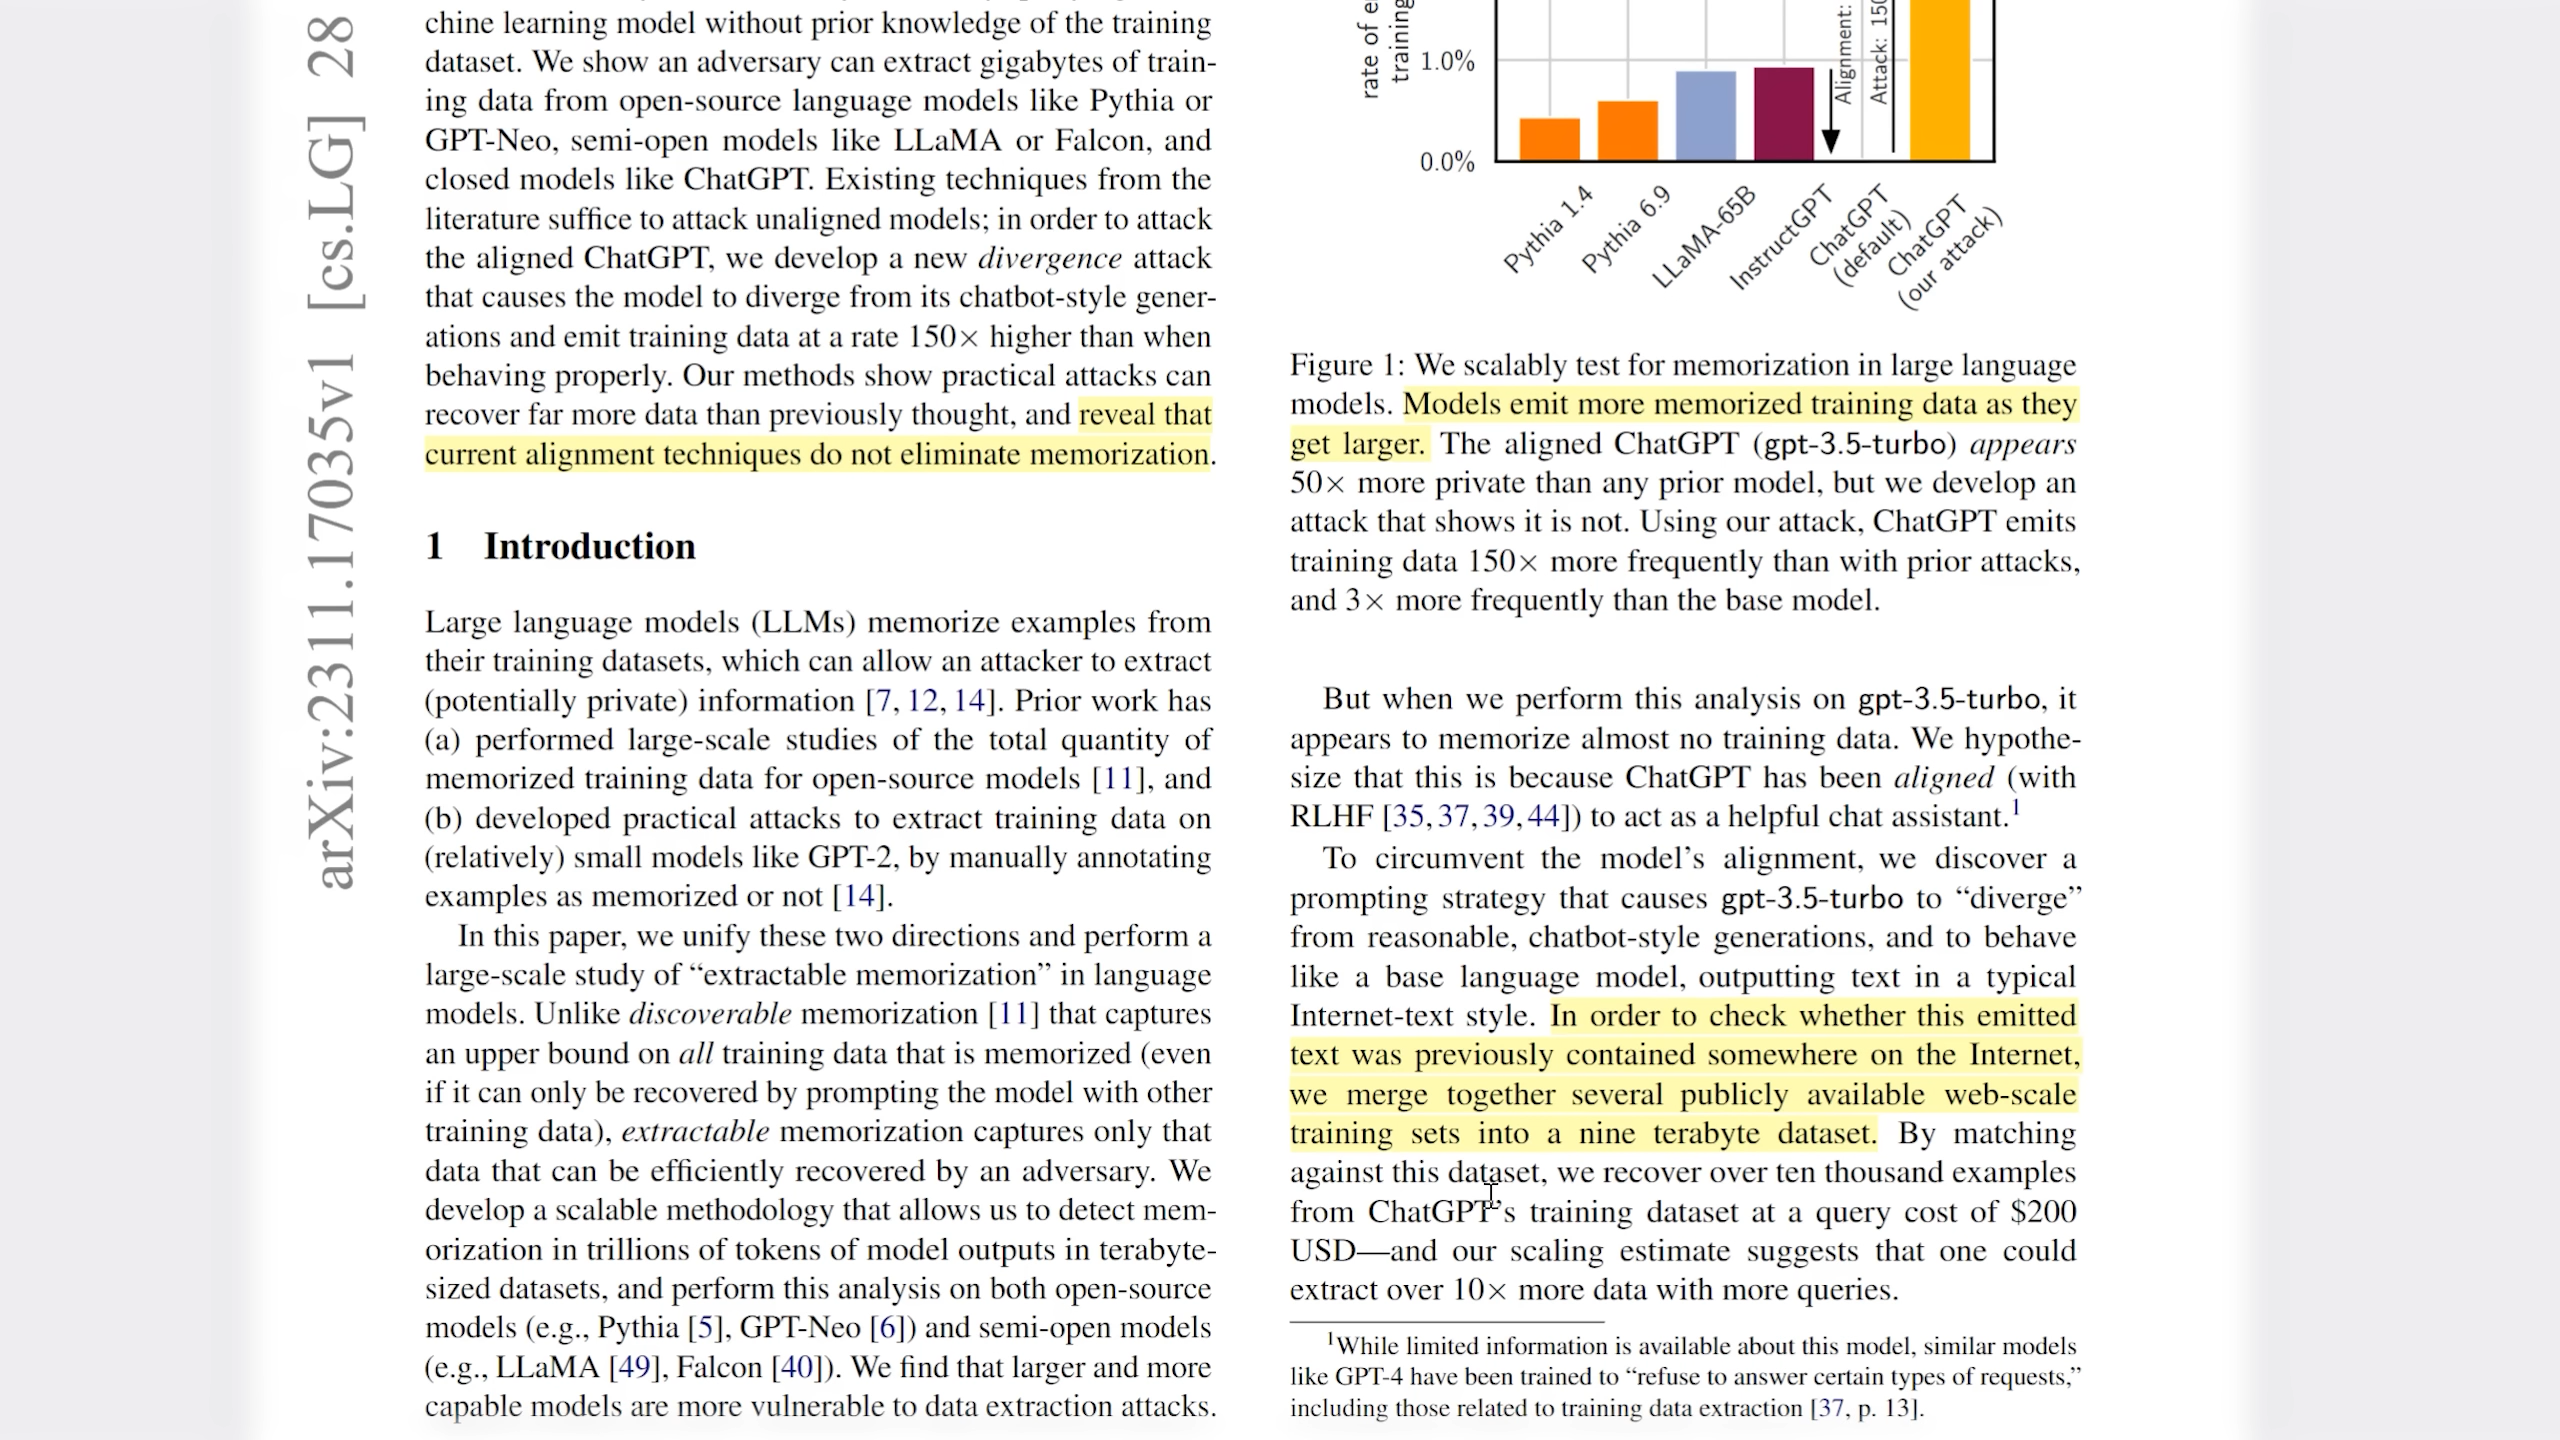 arXiv:2311.17035v1 [cs.LG] 28
chine learning model without prior knowledge of the training
dataset. We show an adversary can extract gigabytes of train-
ing data from open-source language models like Pythia or
GPT-Neo, semi-open models like LLaMA or Falcon, and
closed models like ChatGPT. Existing techniques from the
literature suffice to attack unaligned models; in order to attack
the aligned ChatGPT, we develop a new divergence attack
that causes the model to diverge from its chatbot-style gener-
ations and emit training data at a rate 150× higher than when
behaving properly. Our methods show practical attacks can
recover far more data than previously thought, and reveal that
current alignment techniques do not eliminate memorization.
1 Introduction
Large language models (LLMs) memorize examples from
their training datasets, which can allow an attacker to extract
(potentially private) information [7, 12, 14]. Prior work has
(a) performed large-scale studies of the total quantity of
memorized training data for open-source models [11], and
(b) developed practical attacks to extract training data on
(relatively) small models like GPT-2, by manually annotating
examples as memorized or not [14].
In this paper, we unify these two directions and perform a
large-scale study of “extractable memorization” in language
models. Unlike discoverable memorization [11] that captures
an upper bound on all training data that is memorized (even
if it can only be recovered by prompting the model with other
training data), extractable memorization captures only that
data that can be efficiently recovered by an adversary. We
develop a scalable methodology that allows us to detect mem-
orization in trillions of tokens of model outputs in terabyte-
sized datasets, and perform this analysis on both open-source
models (e.g., Pythia [5], GPT-Neo [6]) and semi-open models
(e.g., LLaMA [49], Falcon [40]). We find that larger and more
capable models are more vulnerable to data extraction attacks.
rate of
training
1.0%
0.0%
Alignment:
Attack: 150
Pythia 1.4
Pythia 6.9
LLaMA-65B
InstructGPT
ChatGPT
(default)
ChatGPT
(our attack)
Figure 1: We scalably test for memorization in large language
models. Models emit more memorized training data as they
get larger. The aligned ChatGPT (gpt-3.5-turbo) appears
50× more private than any prior model, but we develop an
attack that shows it is not. Using our attack, ChatGPT emits
training data 150× more frequently than with prior attacks,
and 3× more frequently than the base model.
But when we perform this analysis on gpt-3.5-turbo, it
appears to memorize almost no training data. We hypothe-
size that this is because ChatGPT has been aligned (with
RLHF [35,37,39,44]) to act as a helpful chat assistant.1
To circumvent the model’s alignment, we discover a
prompting strategy that causes gpt-3.5-turbo to “diverge”
from reasonable, chatbot-style generations, and to behave
like a base language model, outputting text in a typical
Internet-text style. In order to check whether this emitted
text was previously contained somewhere on the Internet,
we merge together several publicly available web-scale
training sets into a nine terabyte dataset. By matching
against this dataset, we recover over ten thousand examples
from ChatGPT’s training dataset at a query cost of $200
USD—and our scaling estimate suggests that one could
extract over 10× more data with more queries.
1While limited information is available about this model, similar models
like GPT-4 have been trained to “refuse to answer certain types of requests,”
including those related to training data extraction [37, p. 13].